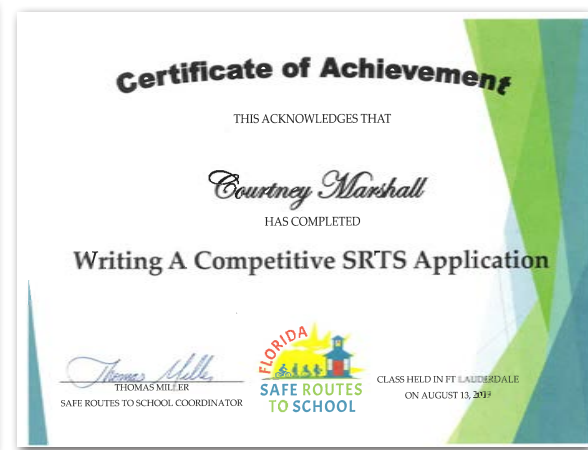 Certificate of Achievement
THIS ACKNOWLEDGES THAT
Courtney Marshall
HAS COMPLETED
Writing A Competitive SRTS Application
Thomas Miller
THOMAS MILLER
SAFE ROUTES TO SCHOOL COORDINATOR
FLORIDA
SAFE ROUTES
TO SCHOOL
CLASS HELD IN FT LAUDERDALE
ON AUGUST 13,